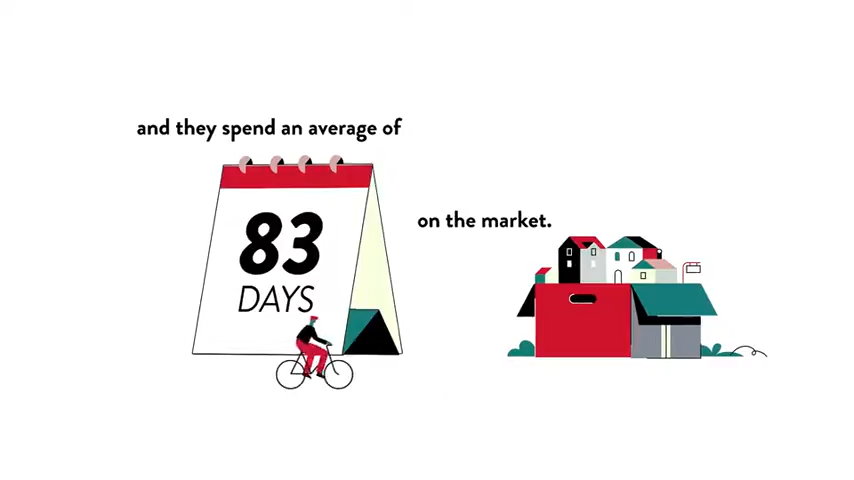 and they spend an average of
83
DAYS
on the market.